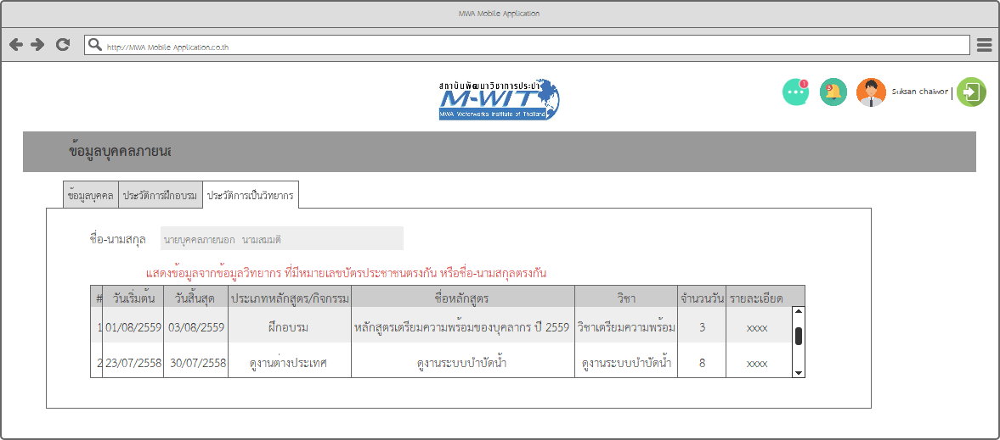 MWA Mobile Application
http://MWA Mobile Application.co.th
สถาบันพัฒนาวิชาการประปา
M-WIT
MWA Waterworks Institute of Thailand
1
3
Suksan chaiwon
ข้อมูลบุคคลภายนอ
ข้อมูลบุคคล ประวัติการฝึกอบรม ประวัติการเป็นวิทยากร
ชื่อ-นามสกุล นายบุคคลภายนอก นามสมมติ
แสดงข้อมูลจากข้อมูลวิทยากร ที่มีหมายเลขบัตรประชาชนตรงกัน หรือชื่อ-นามสกุลตรงกัน
# วันเริ่มต้น วันสิ้นสุด ประเภทหลักสูตร/กิจกรรม ชื่อหลักสูตร วิชา จำนวนวัน รายละเอียด
1 01/08/2559 03/08/2559 ฝึกอบรม หลักสูตรเตรียมความพร้อมของบุคลากร ปี 2559 วิชาเตรียมความพร้อม 3 xxxx
2 23/07/2558 30/07/2558 ดูงานต่างประเทศ ดูงานระบบบำบัดน้ำ ดูงานระบบบำบัดน้ำ 8 xxxx